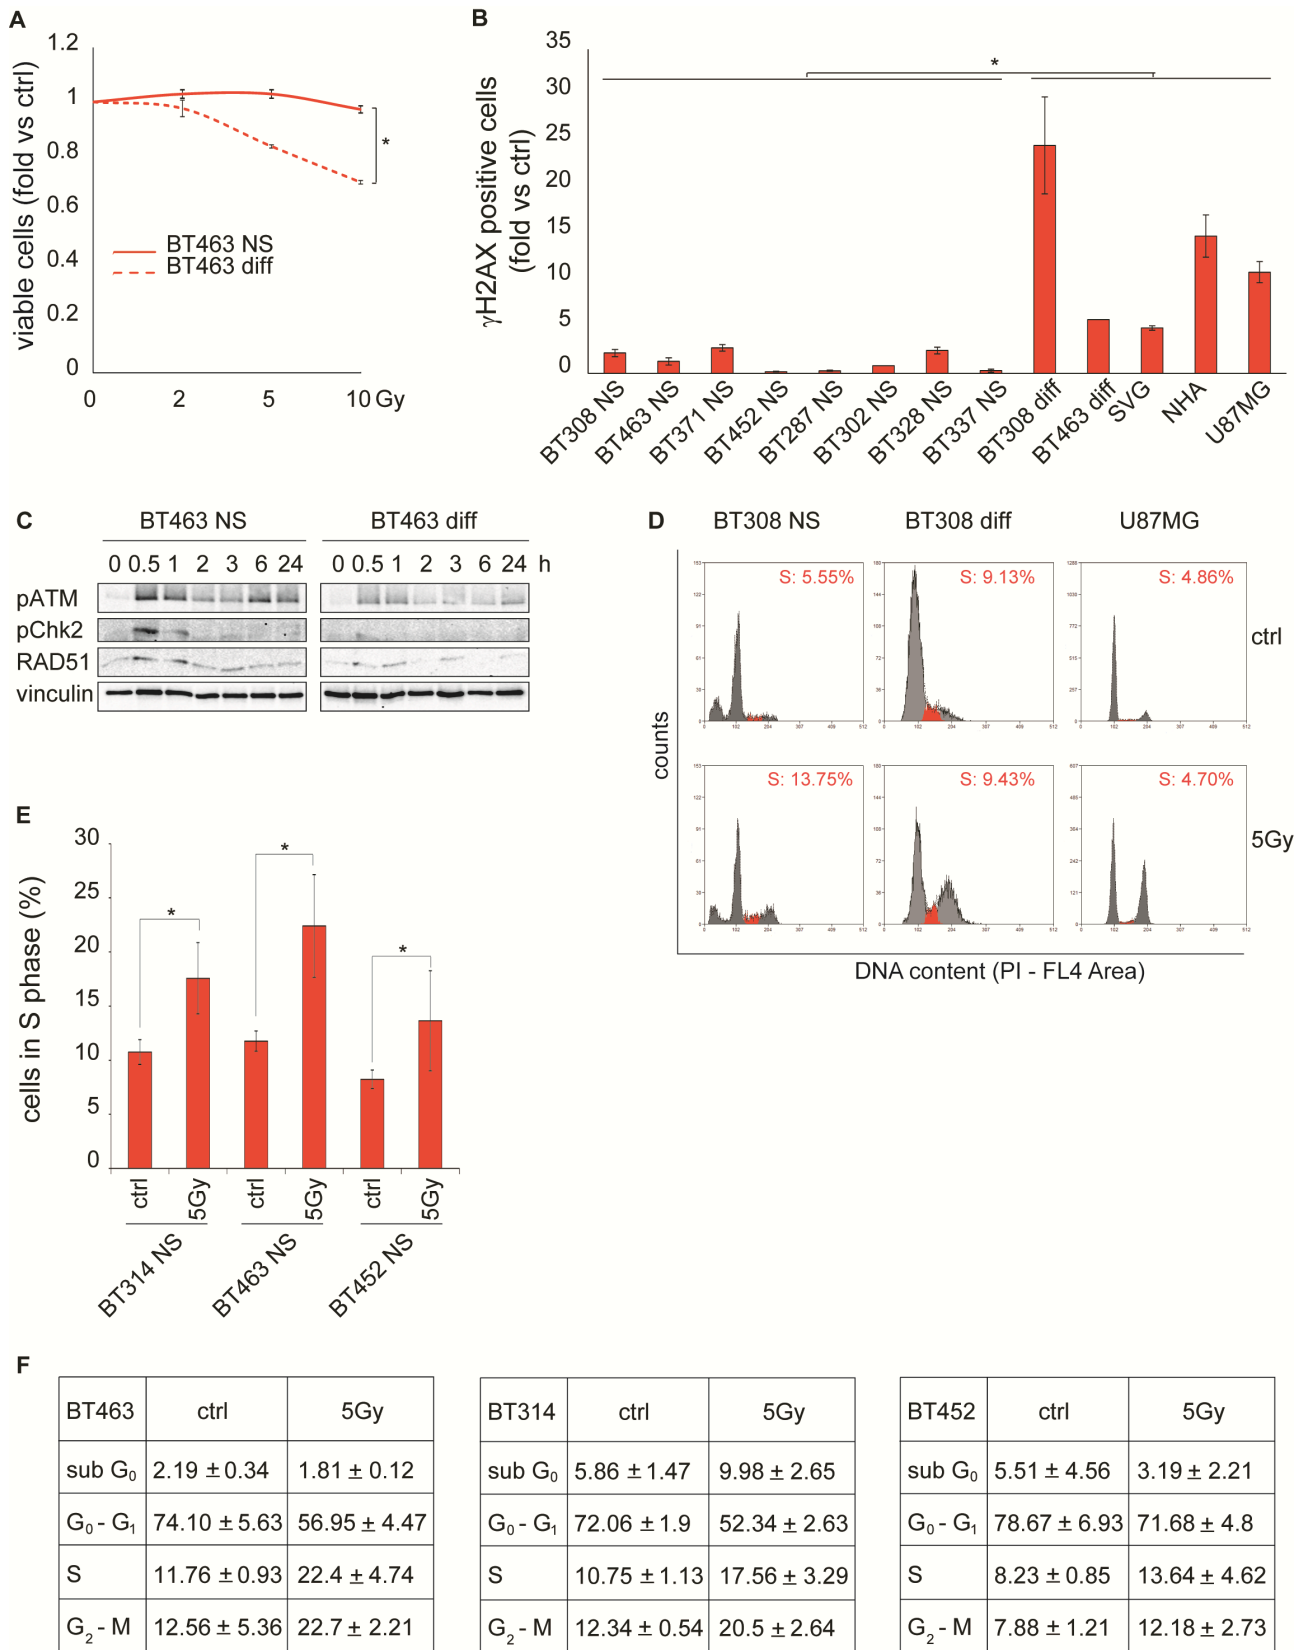 A
1.2
1
0.8
0.6
0.4
0.2
0
viable cells (fold vs ctrl)
*
BT463 NS
BT463 diff
0 2 5 10 Gy
B
35
30
25
20
15
10
5
0
γH2AX positive cells
(fold vs ctrl)
*
BT308 NS
BT463 NS
BT371 NS
BT452 NS
BT287 NS
BT302 NS
BT328 NS
BT337 NS
BT308 diff
BT463 diff
SVG
NHA
U87MG
C
BT463 NS BT463 diff
0 0.5 1 2 3 6 24 0 0.5 1 2 3 6 24 h
pATM
pChk2
RAD51
vinculin
D
BT308 NS BT308 diff U87MG
S: 5.55% S: 9.13% S: 4.86%
ctrl
S: 13.75% S: 9.43% S: 4.70%
5Gy
counts
DNA content (PI - FL4 Area)
E
30
25
20
15
10
5
0
cells in S phase (%)
* * *
ctrl 5Gy ctrl 5Gy ctrl 5Gy
BT314 NS BT463 NS BT452 NS
F
BT463 ctrl 5Gy
sub G₀ 2.19 ± 0.34 1.81 ± 0.12
G₀ - G₁ 74.10 ± 5.63 56.95 ± 4.47
S 11.76 ± 0.93 22.4 ± 4.74
G₂ - M 12.56 ± 5.36 22.7 ± 2.21
BT314 ctrl 5Gy
sub G₀ 5.86 ± 1.47 9.98 ± 2.65
G₀ - G₁ 72.06 ± 1.9 52.34 ± 2.63
S 10.75 ± 1.13 17.56 ± 3.29
G₂ - M 12.34 ± 0.54 20.5 ± 2.64
BT452 ctrl 5Gy
sub G₀ 5.51 ± 4.56 3.19 ± 2.21
G₀ - G₁ 78.67 ± 6.93 71.68 ± 4.8
S 8.23 ± 0.85 13.64 ± 4.62
G₂ - M 7.88 ± 1.21 12.18 ± 2.73